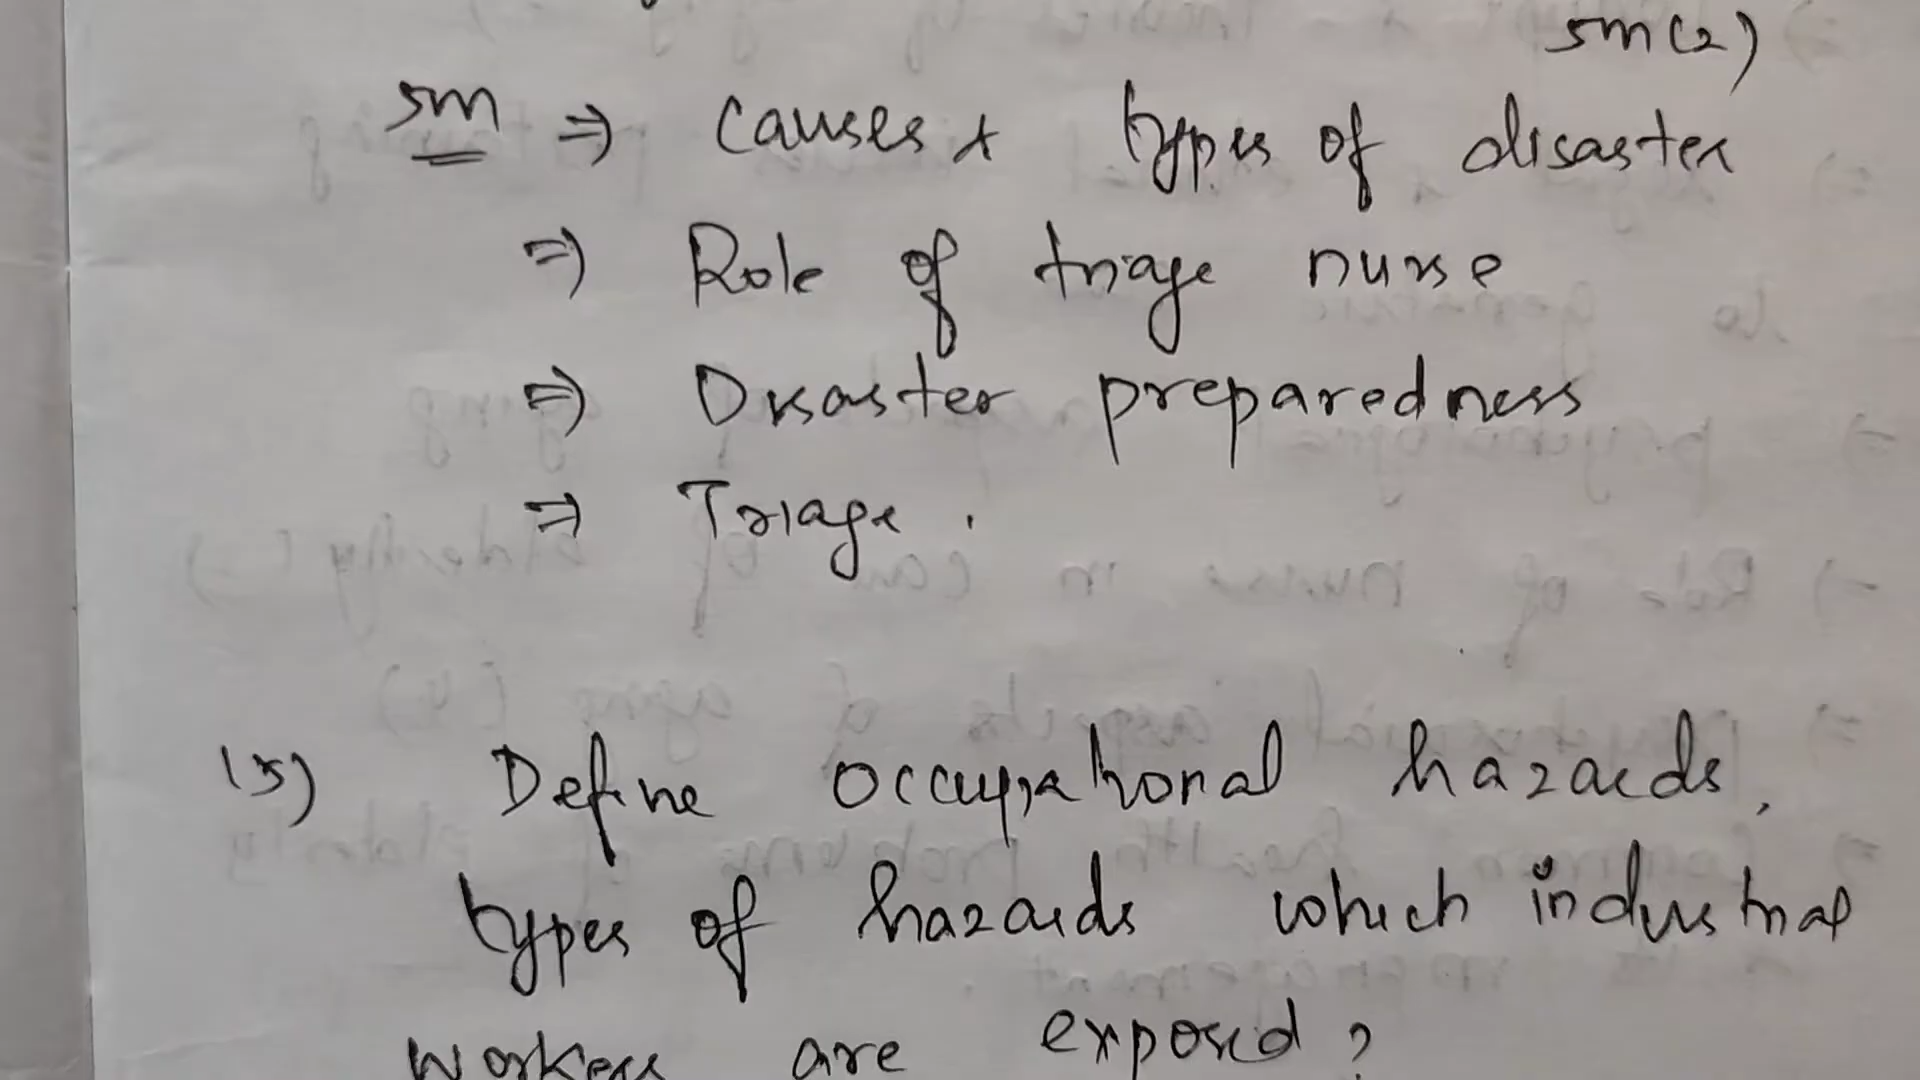 5m(2)
5m ⇒ causes & types of disaster
⇒ Role of triage nurse
⇒ Disaster preparedness
⇒ Triage .
15) Define occupational hazards,
types of hazards which industrial
workers are exposed ?